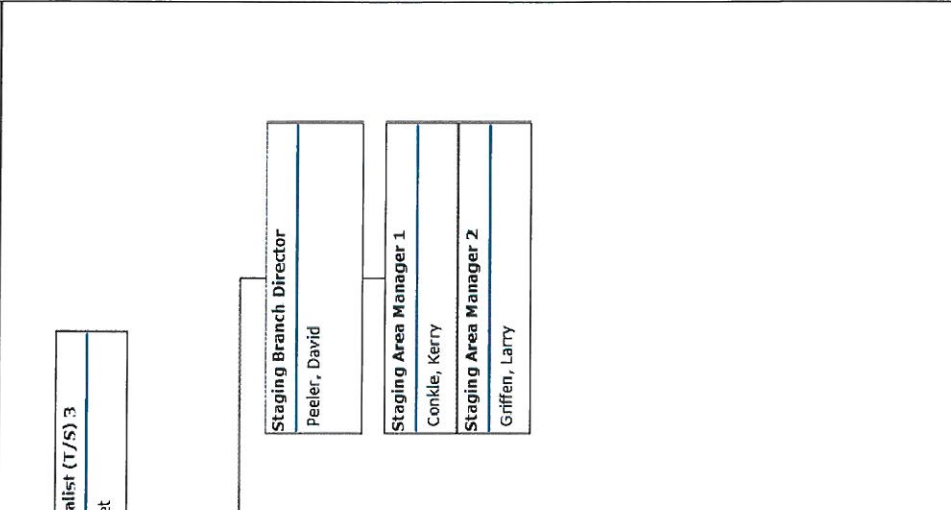 alist (T/S) 3
et
Staging Branch Director
Peeler, David
Staging Area Manager 1
Conkle, Kerry
Staging Area Manager 2
Griffen, Larry